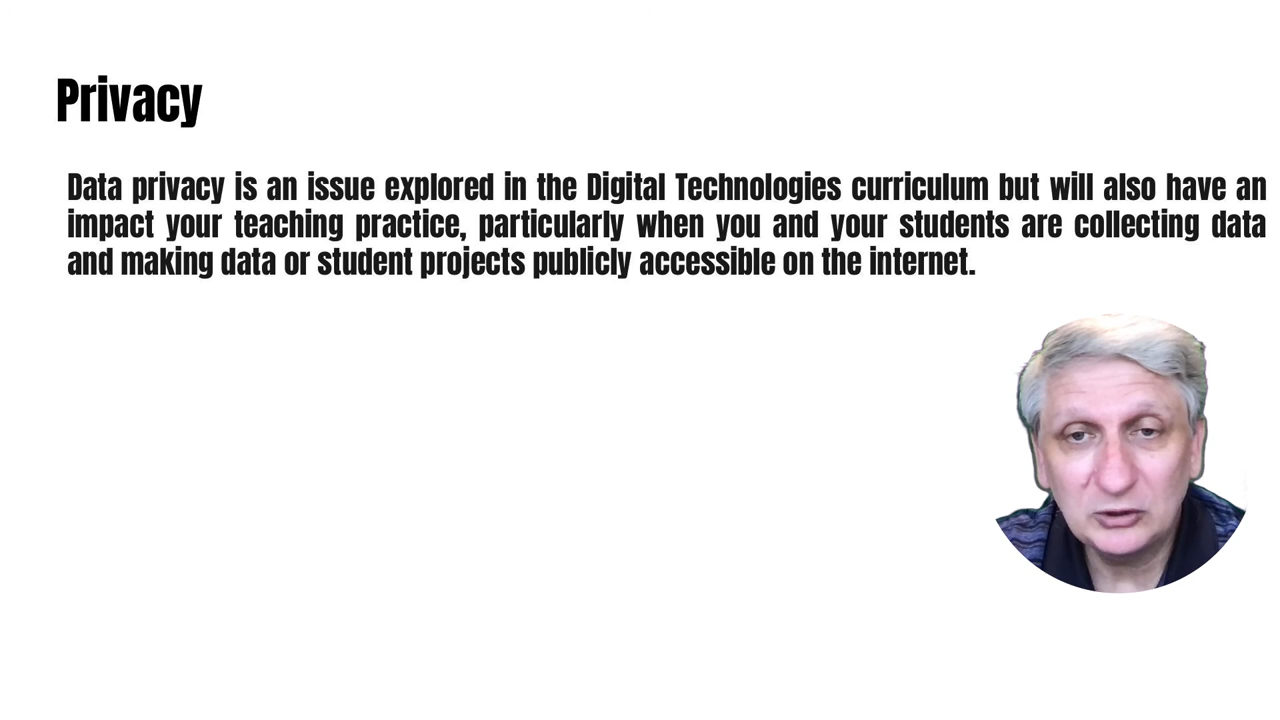 Privacy
Data privacy is an issue explored in the Digital Technologies curriculum but will also have an
impact your teaching practice, particularly when you and your students are collecting data
and making data or student projects publicly accessible on the internet.